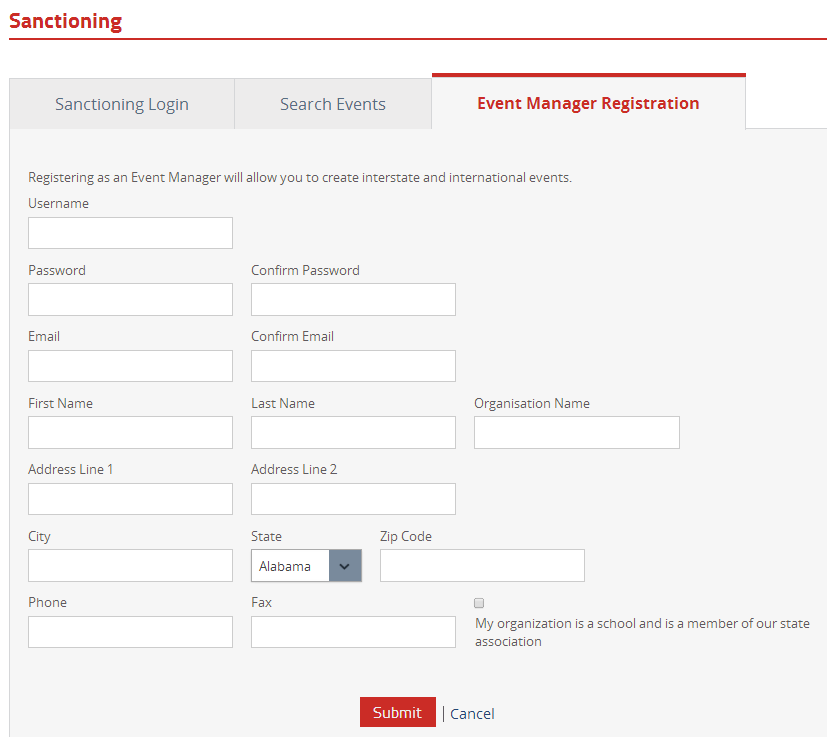 Sanctioning
Sanctioning Login Search Events Event Manager Registration
Registering as an Event Manager will allow you to create interstate and international events.
Username
Password Confirm Password
Email Confirm Email
First Name Last Name Organisation Name
Address Line 1 Address Line 2
City State Zip Code
Alabama
Phone Fax
My organization is a school and is a member of our state
association
Submit | Cancel